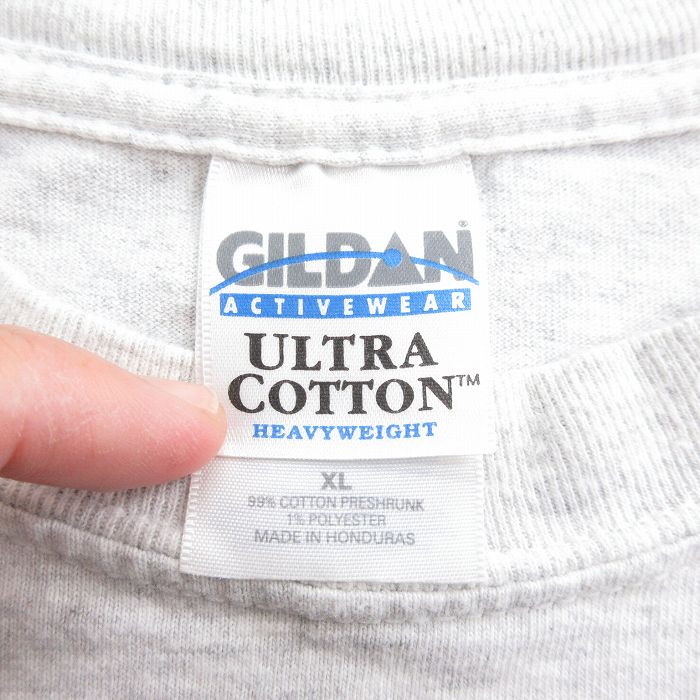 GILDAN®
ACTIVEWEAR
ULTRA
COTTON™
HEAVYWEIGHT
XL
99% COTTON PRESHRUNK
1% POLYESTER
MADE IN HONDURAS